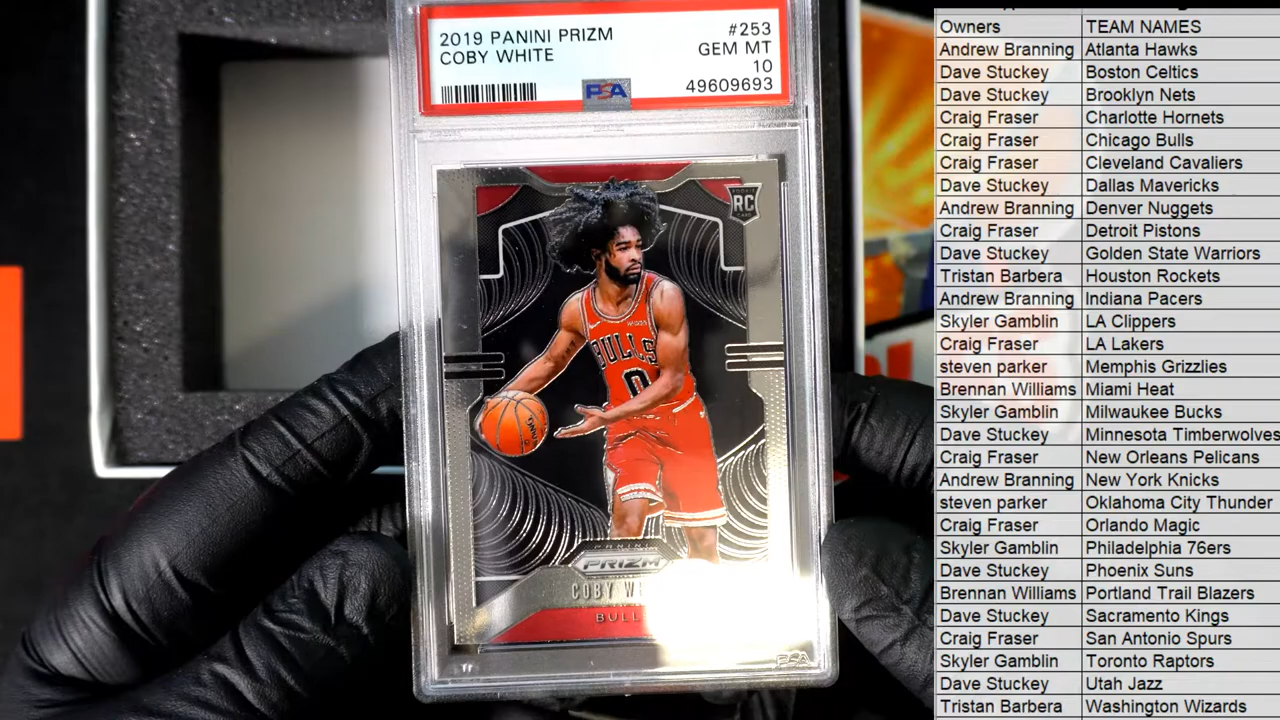 2019 PANINI PRIZM #253
COBY WHITE GEM MT
10
PSA 49609693
ROOKIE
RC
CARD
BULLS
0
PANINI
PRIZM
COBY
BULL
PSA
Owners TEAM NAMES
Andrew Branning Atlanta Hawks
Dave Stuckey Boston Celtics
Dave Stuckey Brooklyn Nets
Craig Fraser Charlotte Hornets
Craig Fraser Chicago Bulls
Craig Fraser Cleveland Cavaliers
Dave Stuckey Dallas Mavericks
Andrew Branning Denver Nuggets
Craig Fraser Detroit Pistons
Dave Stuckey Golden State Warriors
Tristan Barbera Houston Rockets
Andrew Branning Indiana Pacers
Skyler Gamblin LA Clippers
Craig Fraser LA Lakers
steven parker Memphis Grizzlies
Brennan Williams Miami Heat
Skyler Gamblin Milwaukee Bucks
Dave Stuckey Minnesota Timberwolves
Craig Fraser New Orleans Pelicans
Andrew Branning New York Knicks
steven parker Oklahoma City Thunder
Craig Fraser Orlando Magic
Skyler Gamblin Philadelphia 76ers
Dave Stuckey Phoenix Suns
Brennan Williams Portland Trail Blazers
Dave Stuckey Sacramento Kings
Craig Fraser San Antonio Spurs
Skyler Gamblin Toronto Raptors
Dave Stuckey Utah Jazz
Tristan Barbera Washington Wizards